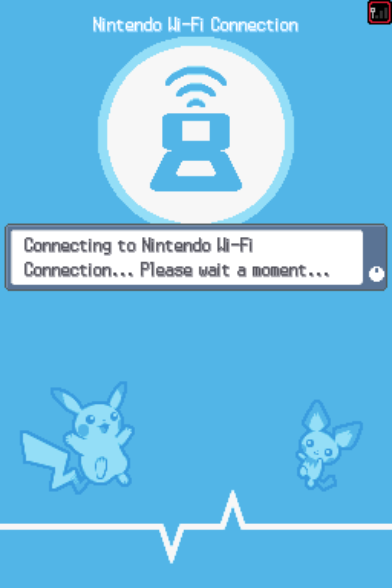 Nintendo Wi-Fi Connection
Connecting to Nintendo Wi-Fi
Connection... Please wait a moment...